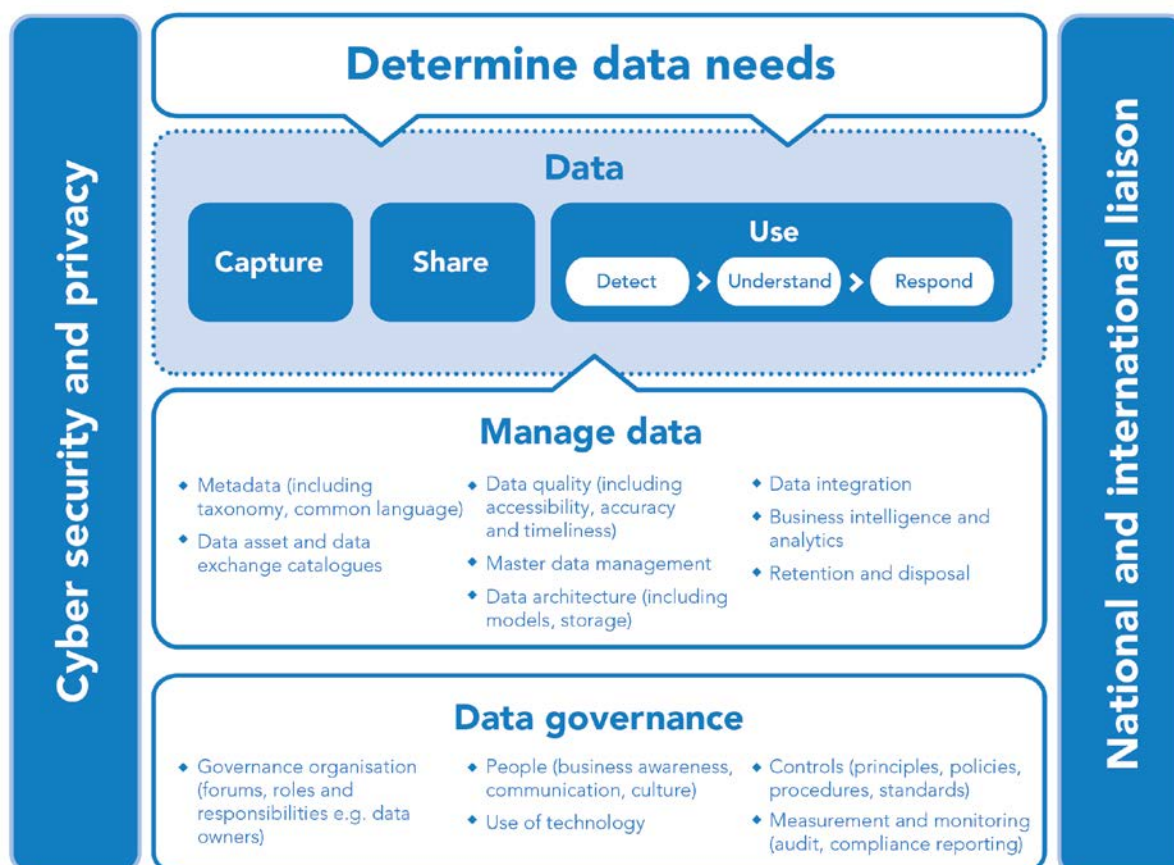 Cyber security and privacy
Determine data needs
Data
Capture
Share
Use
Detect
Understand
Respond
Manage data
Metadata (including
taxonomy, common language)
Data asset and data
exchange catalogues
Data quality (including
accessibility, accuracy
and timeliness)
Master data management
Data architecture (including
models, storage)
Data integration
Business intelligence and
analytics
Retention and disposal
Data governance
Governance organisation
(forums, roles and
responsibilities e.g. data
owners)
People (business awareness,
communication, culture)
Use of technology
Controls (principles, policies,
procedures, standards)
Measurement and monitoring
(audit, compliance reporting)
National and international liaison